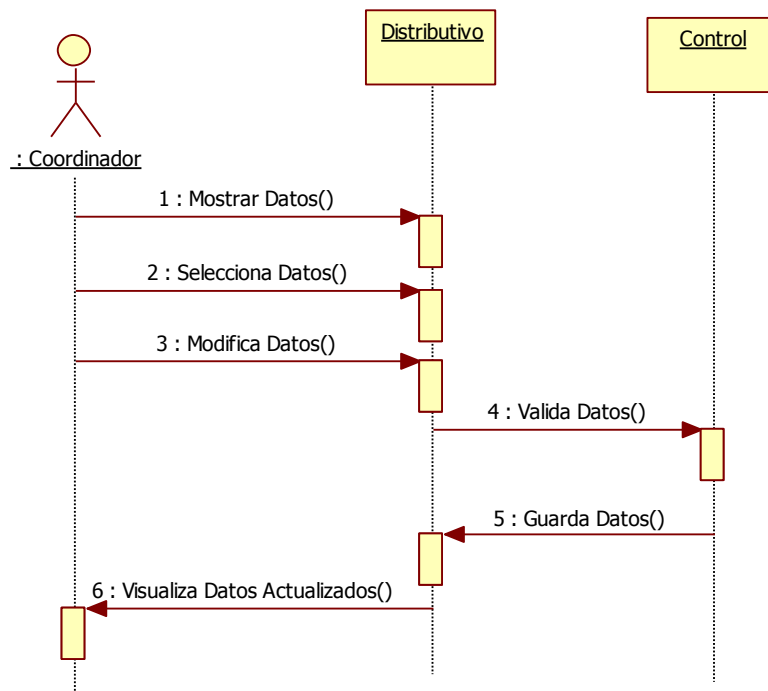 Distributivo
Control
: Coordinador
1 : Mostrar Datos()
2 : Selecciona Datos()
3 : Modifica Datos()
4 : Valida Datos()
5 : Guarda Datos()
6 : Visualiza Datos Actualizados()